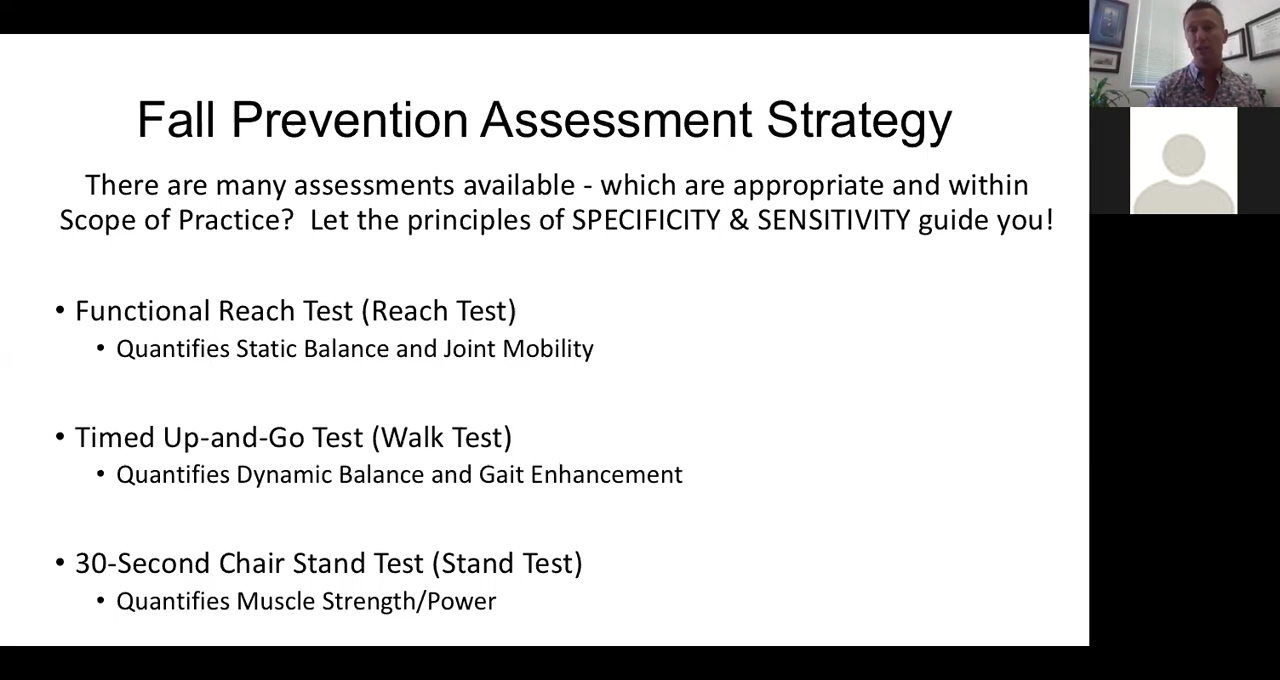 Fall Prevention Assessment Strategy
There are many assessments available - which are appropriate and within
Scope of Practice?  Let the principles of SPECIFICITY & SENSITIVITY guide you!
• Functional Reach Test (Reach Test)
• Quantifies Static Balance and Joint Mobility
• Timed Up-and-Go Test (Walk Test)
• Quantifies Dynamic Balance and Gait Enhancement
• 30-Second Chair Stand Test (Stand Test)
• Quantifies Muscle Strength/Power